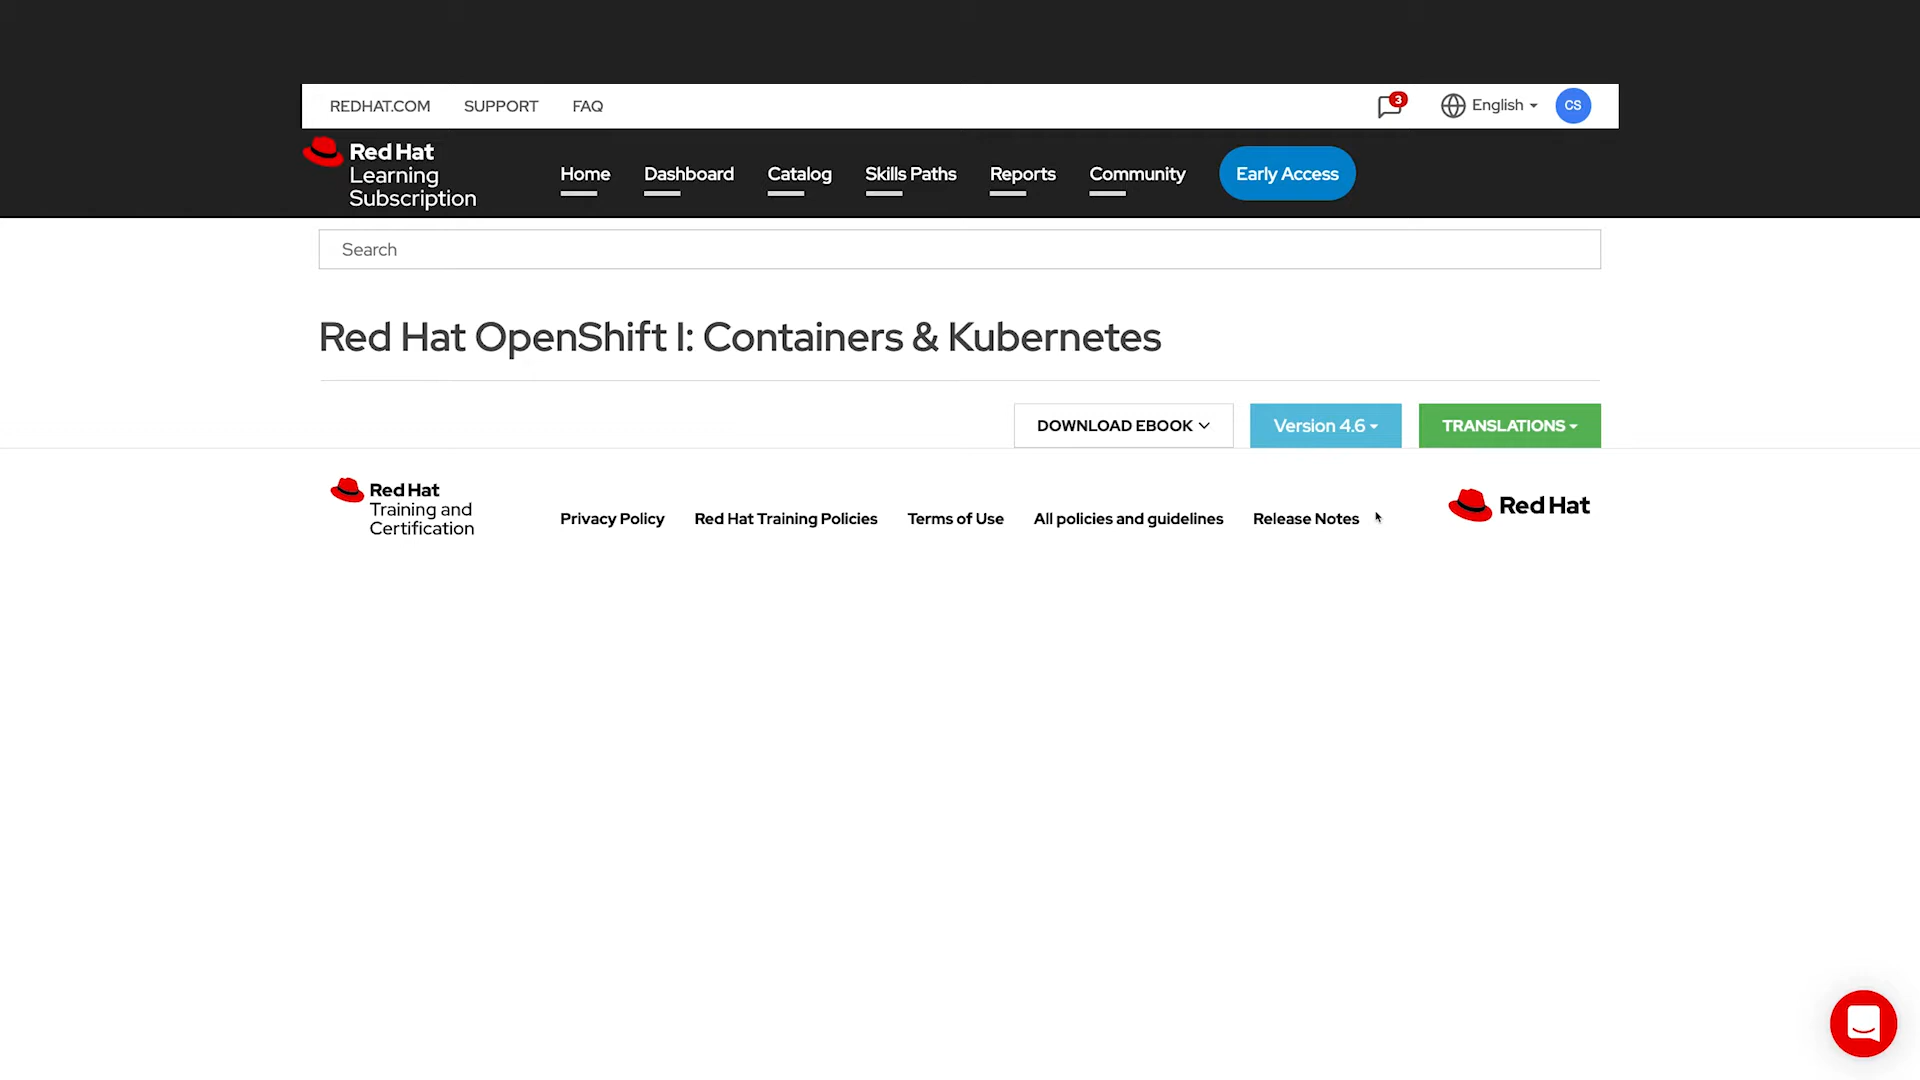 REDHAT.COM SUPPORT FAQ 3 English CS
Red Hat
Learning
Subscription
Home Dashboard Catalog Skills Paths Reports Community Early Access
Search
Red Hat OpenShift I: Containers & Kubernetes
DOWNLOAD EBOOK Version 4.6 TRANSLATIONS
Red Hat
Training and
Certification
Privacy Policy Red Hat Training Policies Terms of Use All policies and guidelines Release Notes
Red Hat